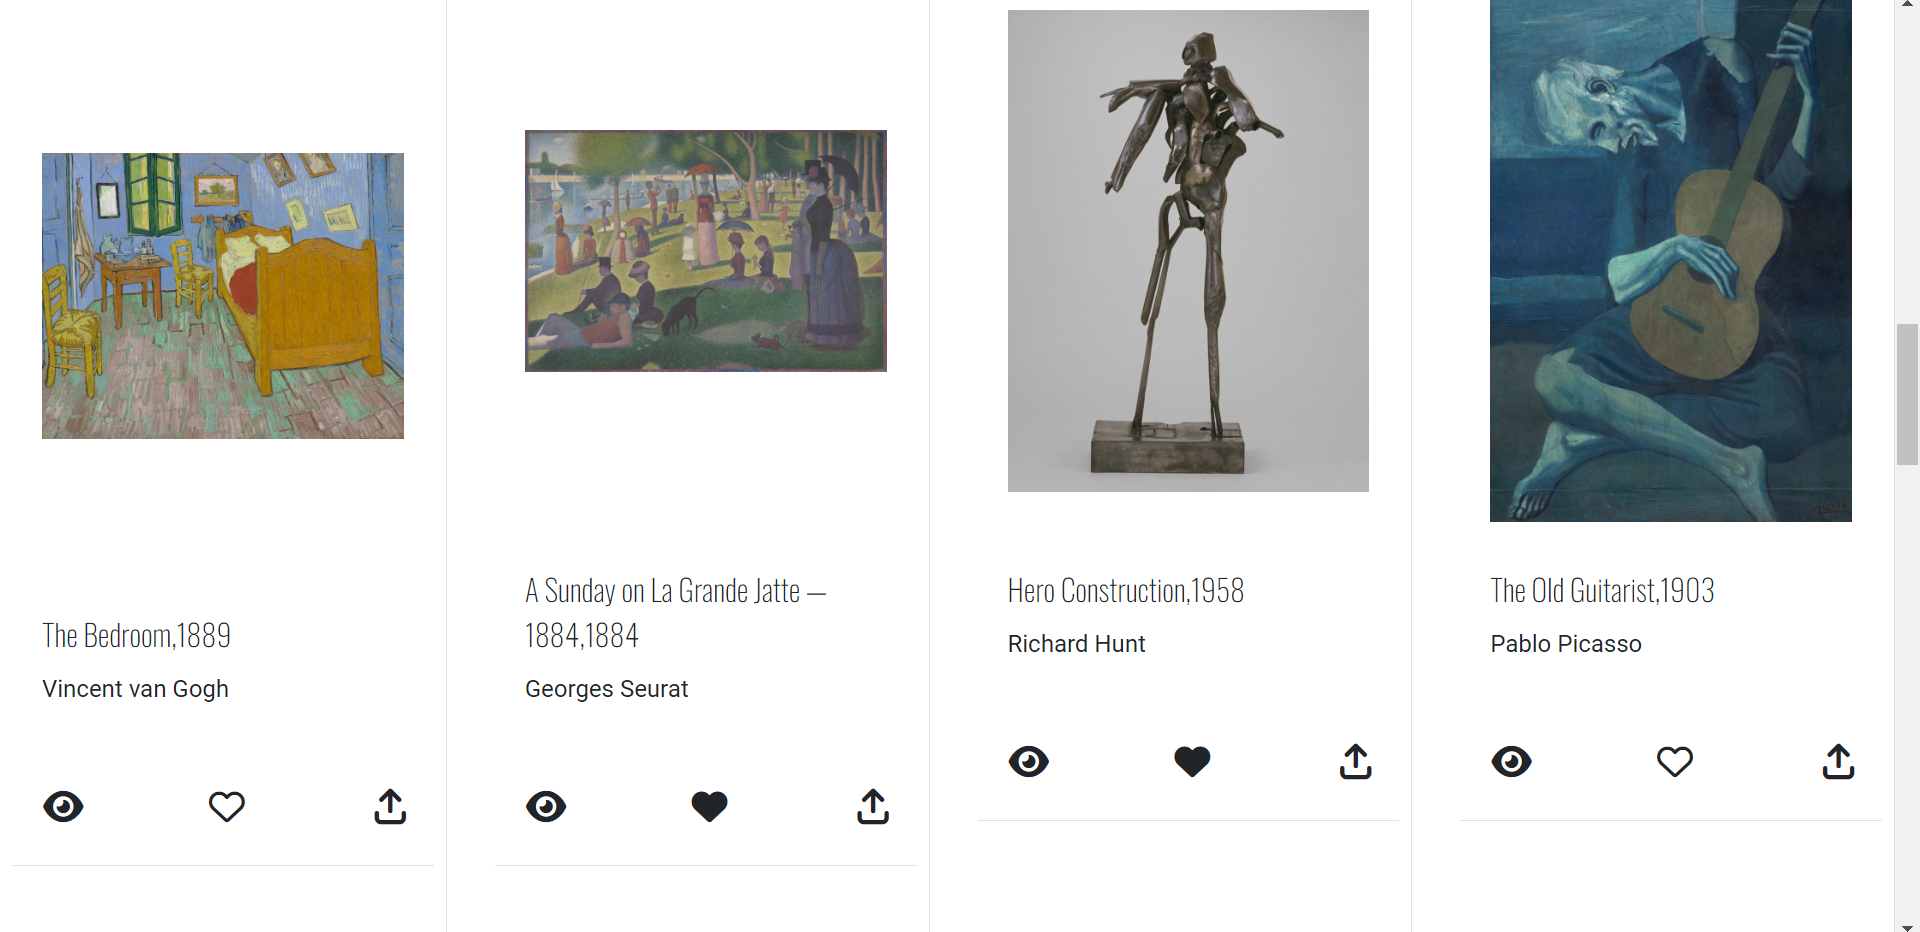 The Bedroom,1889
Vincent van Gogh
A Sunday on La Grande Jatte —
1884,1884
Georges Seurat
Hero Construction,1958
Richard Hunt
The Old Guitarist,1903
Pablo Picasso